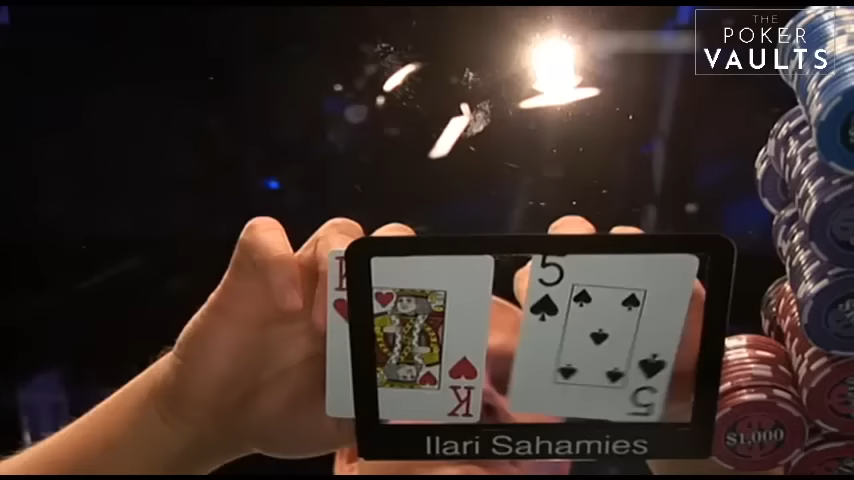 THE
POKER
VAULTS
K
5
K
5
Ilari Sahamies
$1,000